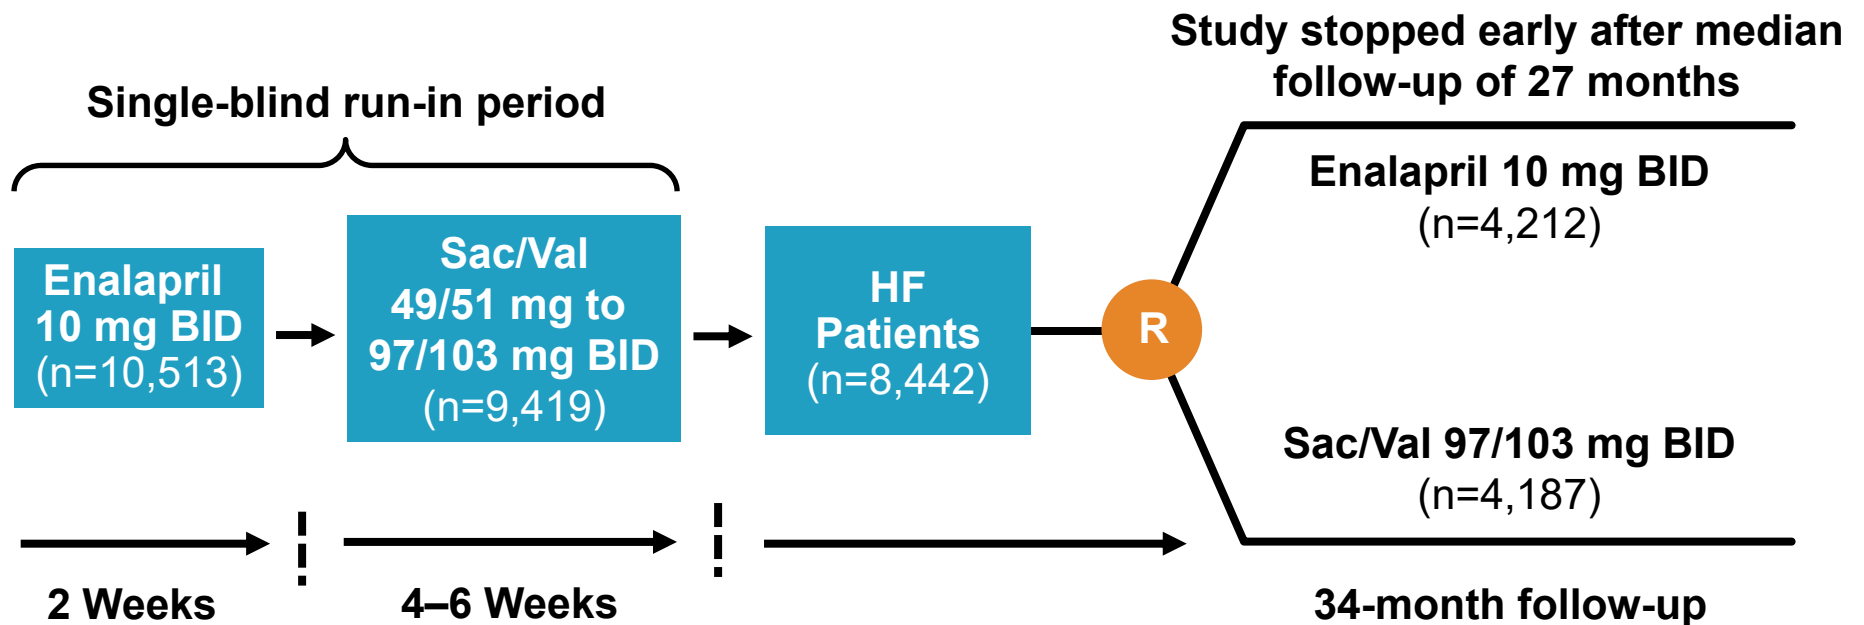 Single-blind run-in period
Enalapril
10 mg BID
(n=10,513)
Sac/Val
49/51 mg to
97/103 mg BID
(n=9,419)
HF
Patients
(n=8,442)
R
Study stopped early after median
follow-up of 27 months
Enalapril 10 mg BID
(n=4,212)
Sac/Val 97/103 mg BID
(n=4,187)
2 Weeks
4–6 Weeks
34-month follow-up